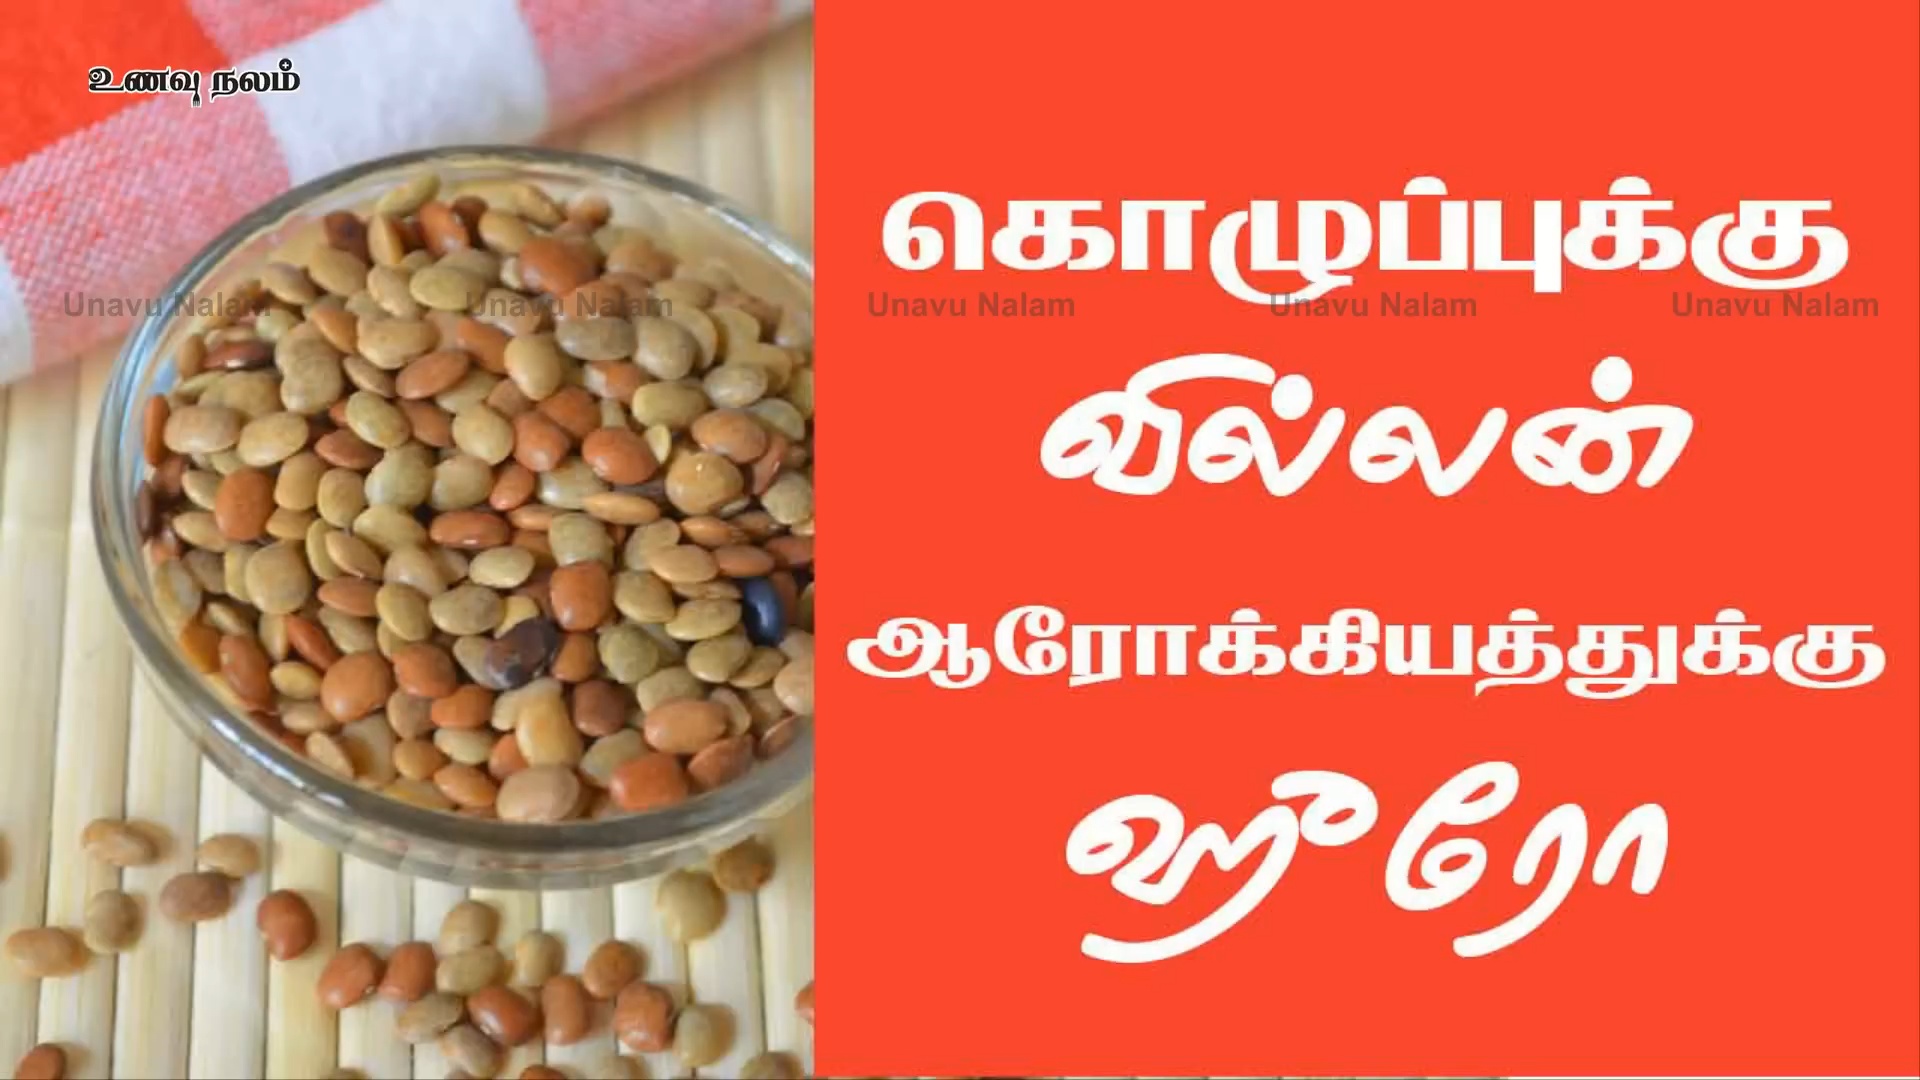 உணவு நலம்
கொழுப்புக்கு
Unavu Nalam Unavu Nalam Unavu Nalam Unavu Nalam Unavu Nalam
வில்லன்
ஆரோக்கியத்துக்கு
ஹீரோ